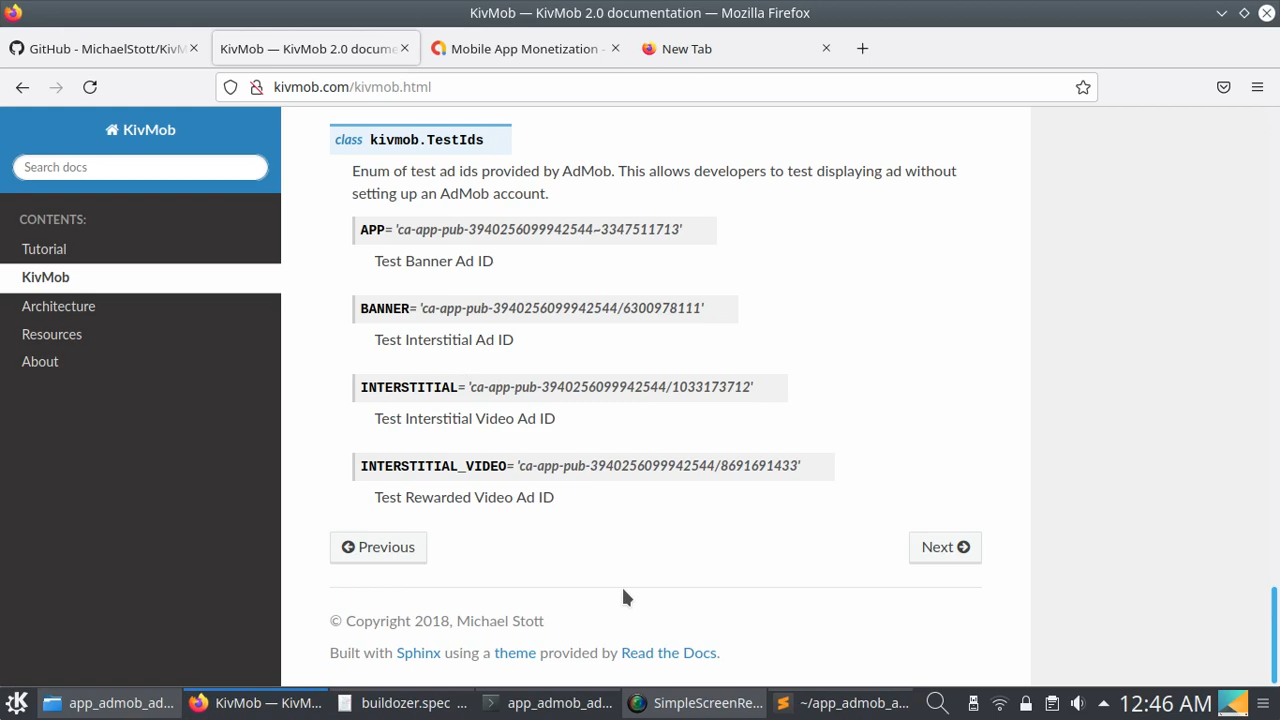 KivMob — KivMob 2.0 documentation — Mozilla Firefox
GitHub - MichaelStott/KivM
KivMob — KivMob 2.0 docume
Mobile App Monetization -
New Tab
kivmob.com/kivmob.html
KivMob
Search docs
CONTENTS:
Tutorial
KivMob
Architecture
Resources
About
class kivmob.TestIds
Enum of test ad ids provided by AdMob. This allows developers to test displaying ad without
setting up an AdMob account.
APP= 'ca-app-pub-3940256099942544~3347511713'
Test Banner Ad ID
BANNER= 'ca-app-pub-3940256099942544/6300978111'
Test Interstitial Ad ID
INTERSTITIAL= 'ca-app-pub-3940256099942544/1033173712'
Test Interstitial Video Ad ID
INTERSTITIAL_VIDEO= 'ca-app-pub-3940256099942544/8691691433'
Test Rewarded Video Ad ID
Previous
Next
© Copyright 2018, Michael Stott
Built with Sphinx using a theme provided by Read the Docs.
app_admob_ad...
KivMob — KivM...
buildozer.spec ...
app_admob_ad...
SimpleScreenRe...
~/app_admob_a...
12:46 AM